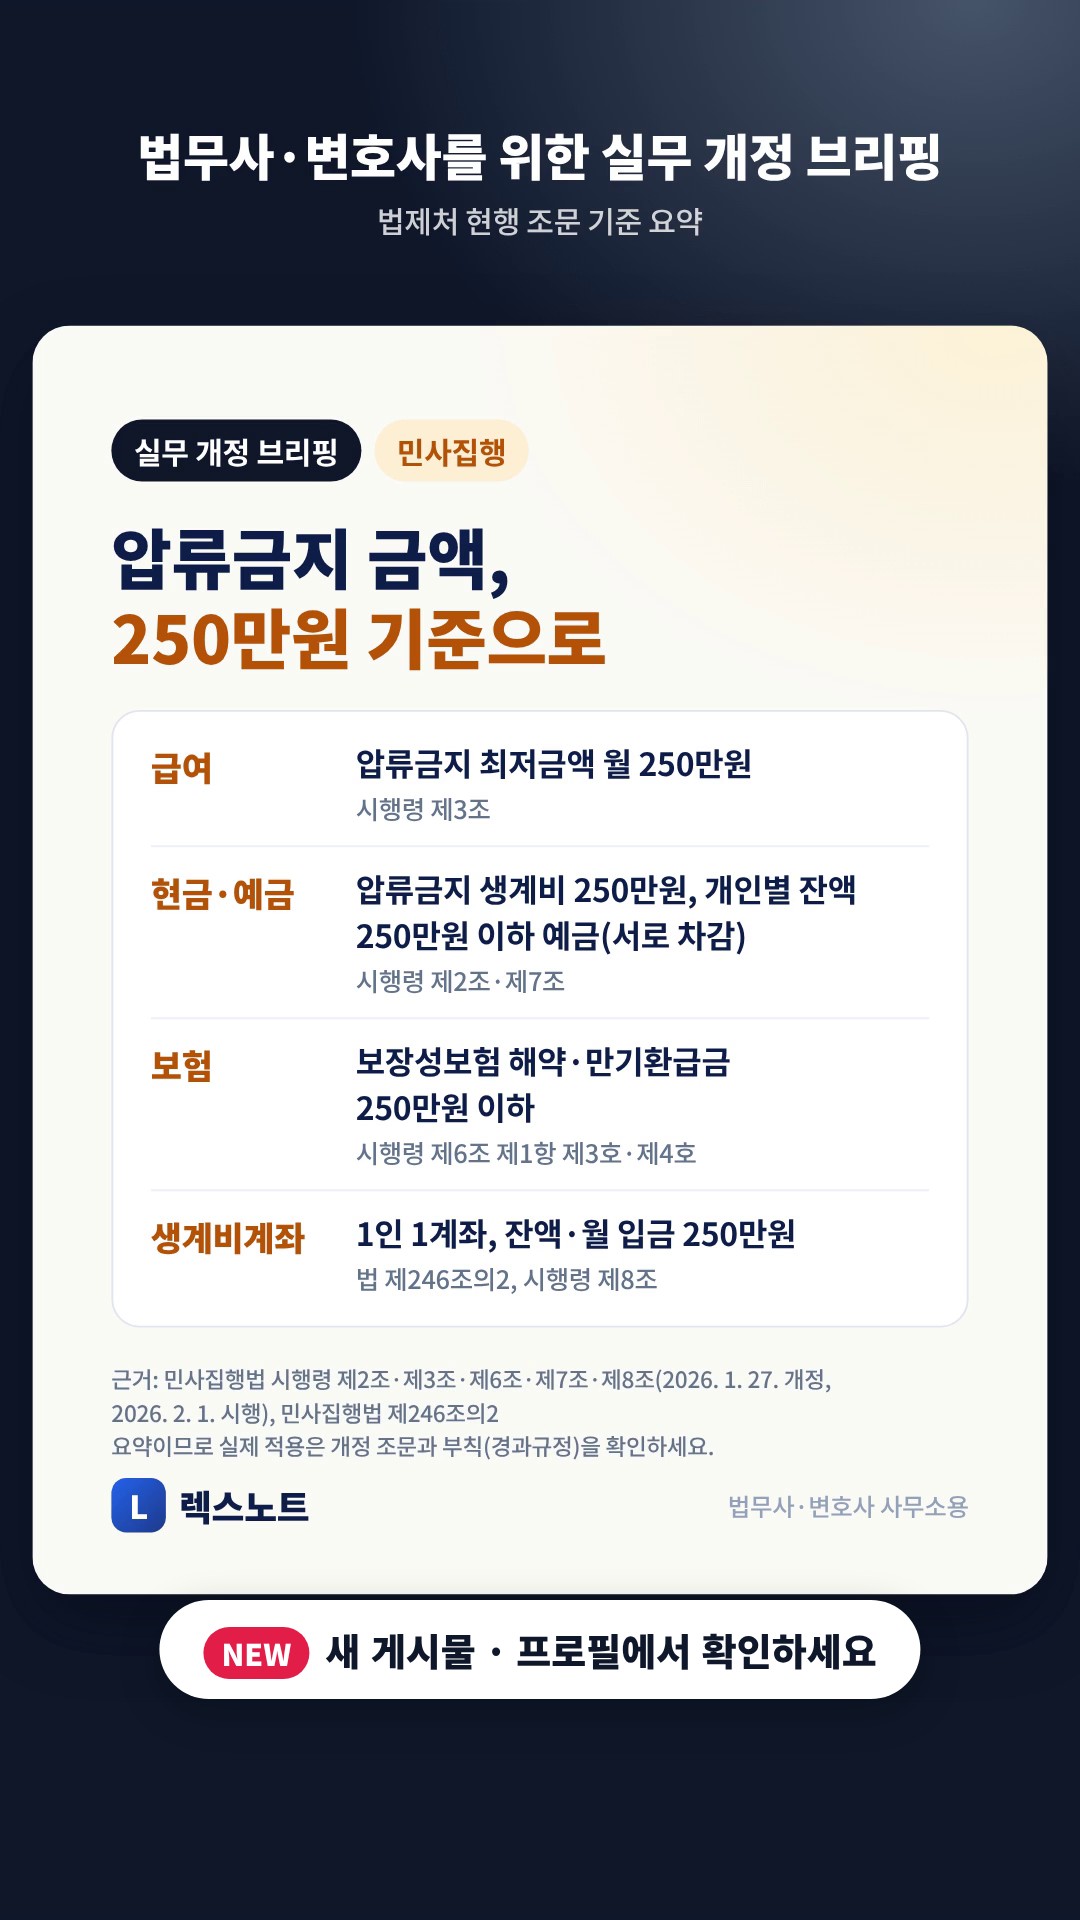 법무사·변호사를 위한 실무 개정 브리핑
법제처 현행 조문 기준 요약
실무 개정 브리핑
민사집행
압류금지 금액,
250만원 기준으로
급여
압류금지 최저금액 월 250만원
시행령 제3조
현금·예금
압류금지 생계비 250만원, 개인별 잔액
250만원 이하 예금(서로 차감)
시행령 제2조·제7조
보험
보장성보험 해약·만기환급금
250만원 이하
시행령 제6조 제1항 제3호·제4호
생계비계좌
1인 1계좌, 잔액·월 입금 250만원
법 제246조의2, 시행령 제8조
근거: 민사집행법 시행령 제2조·제3조·제6조·제7조·제8조(2026. 1. 27. 개정,
2026. 2. 1. 시행), 민사집행법 제246조의2
요약이므로 실제 적용은 개정 조문과 부칙(경과규정)을 확인하세요.
L 렉스노트
법무사·변호사 사무소용
NEW 새 게시물 · 프로필에서 확인하세요